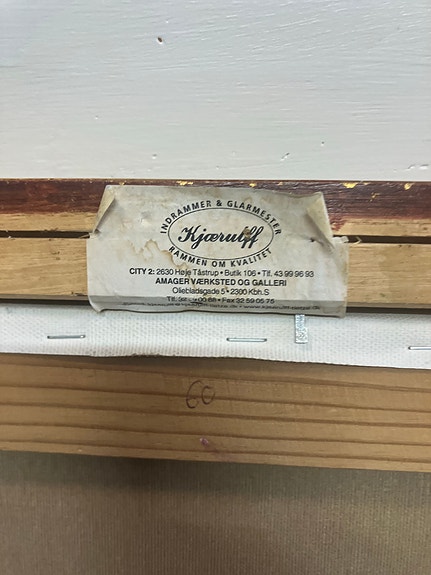 INDRAMMER & GLARMESTER
Kjærulff
RAMMEN OM KVALITET
CITY 2: 2630 Høje Tåstrup • Butik 106 • Tlf. 43 99 96 93
AMAGER VÆRKSTED OG GALLERI
Oliebladsgade 5 • 2300 Kbh.S
Fax 32 59 06 75
60